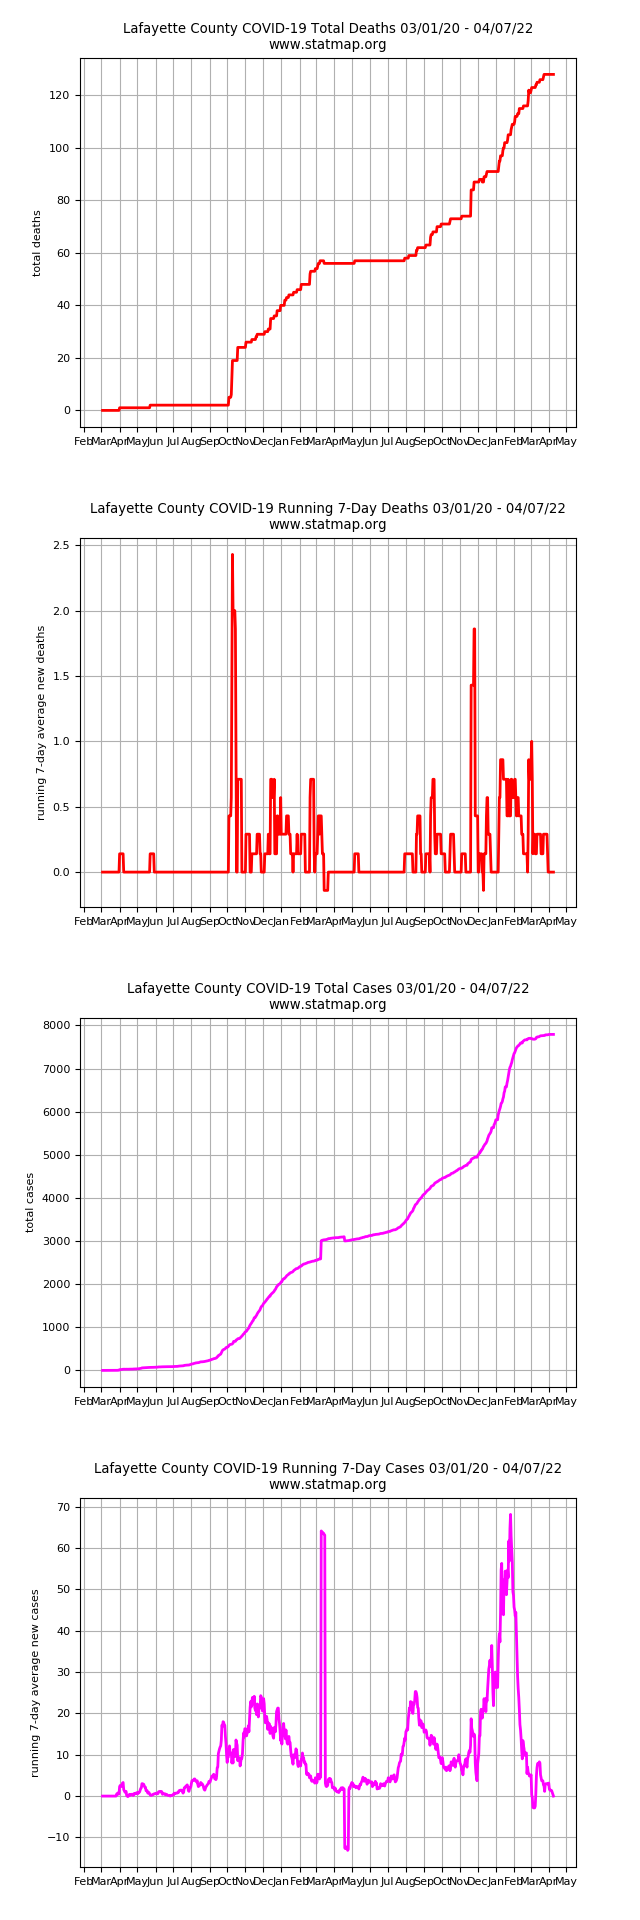 Lafayette County COVID-19 Total Deaths 03/01/20 - 04/07/22
www.statmap.org
120
100
80
60
40
20
0
total deaths
Feb Mar Apr May Jun Jul Aug Sep Oct Nov Dec Jan Feb Mar Apr May Jun Jul Aug Sep Oct Nov Dec Jan Feb Mar Apr May
Lafayette County COVID-19 Running 7-Day Deaths 03/01/20 - 04/07/22
www.statmap.org
2.5
2.0
1.5
1.0
0.5
0.0
running 7-day average new deaths
Feb Mar Apr May Jun Jul Aug Sep Oct Nov Dec Jan Feb Mar Apr May Jun Jul Aug Sep Oct Nov Dec Jan Feb Mar Apr May
Lafayette County COVID-19 Total Cases 03/01/20 - 04/07/22
www.statmap.org
8000
7000
6000
5000
4000
3000
2000
1000
0
total cases
Feb Mar Apr May Jun Jul Aug Sep Oct Nov Dec Jan Feb Mar Apr May Jun Jul Aug Sep Oct Nov Dec Jan Feb Mar Apr May
Lafayette County COVID-19 Running 7-Day Cases 03/01/20 - 04/07/22
www.statmap.org
70
60
50
40
30
20
10
0
−10
running 7-day average new cases
Feb Mar Apr May Jun Jul Aug Sep Oct Nov Dec Jan Feb Mar Apr May Jun Jul Aug Sep Oct Nov Dec Jan Feb Mar Apr May